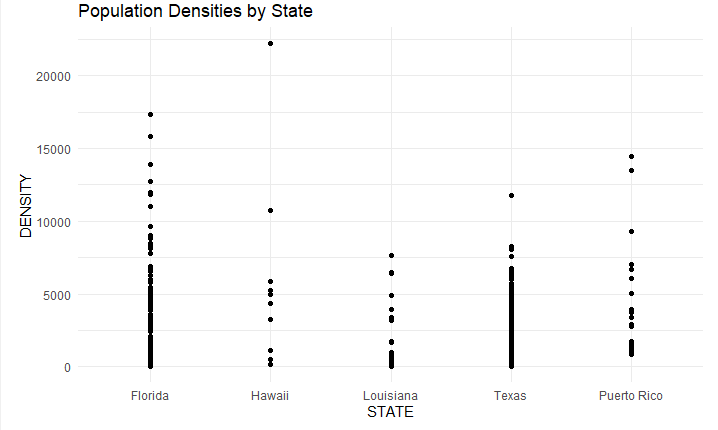 Population Densities by State
DENSITY
20000
15000
10000
5000
0
Florida Hawaii Louisiana Texas Puerto Rico
STATE